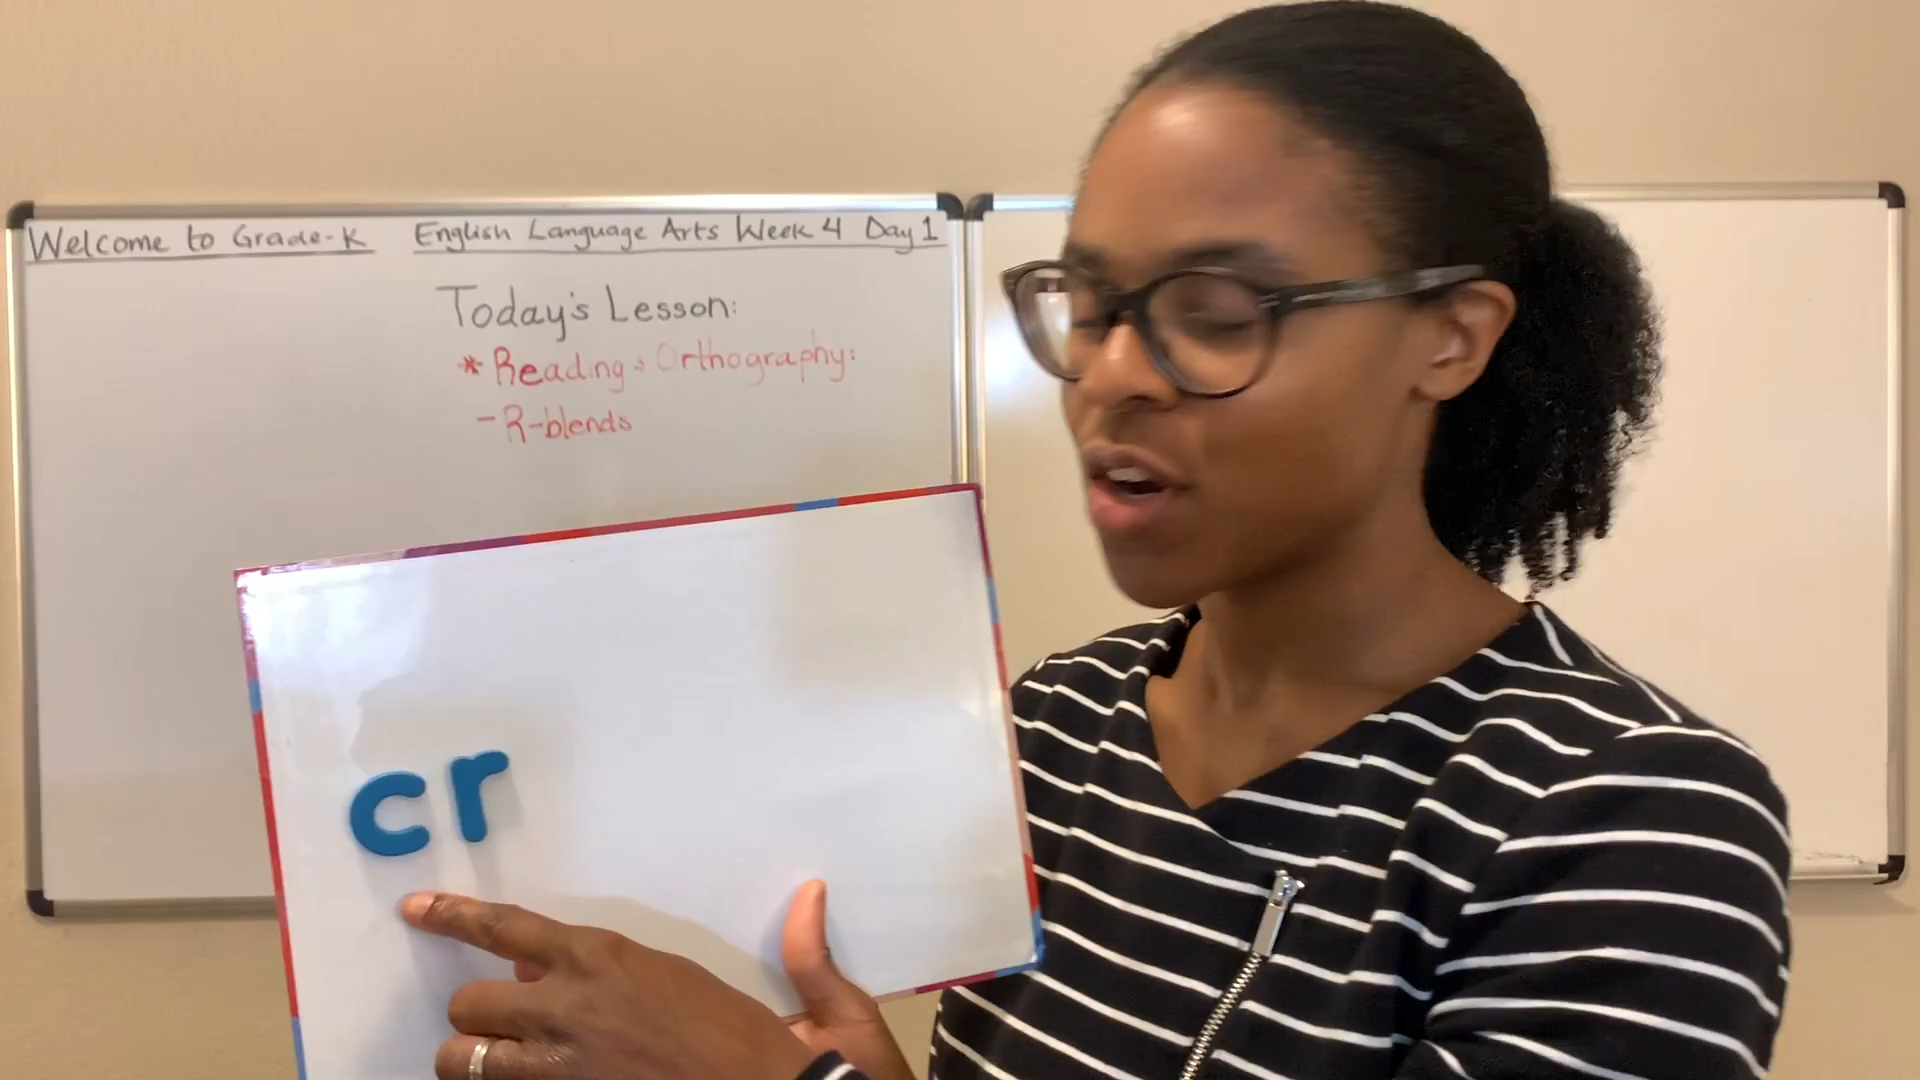 Welcome to Grade-K English Language Arts Week 4 Day 1
Today's Lesson:
* Reading & Orthography:
- R-blends
cr